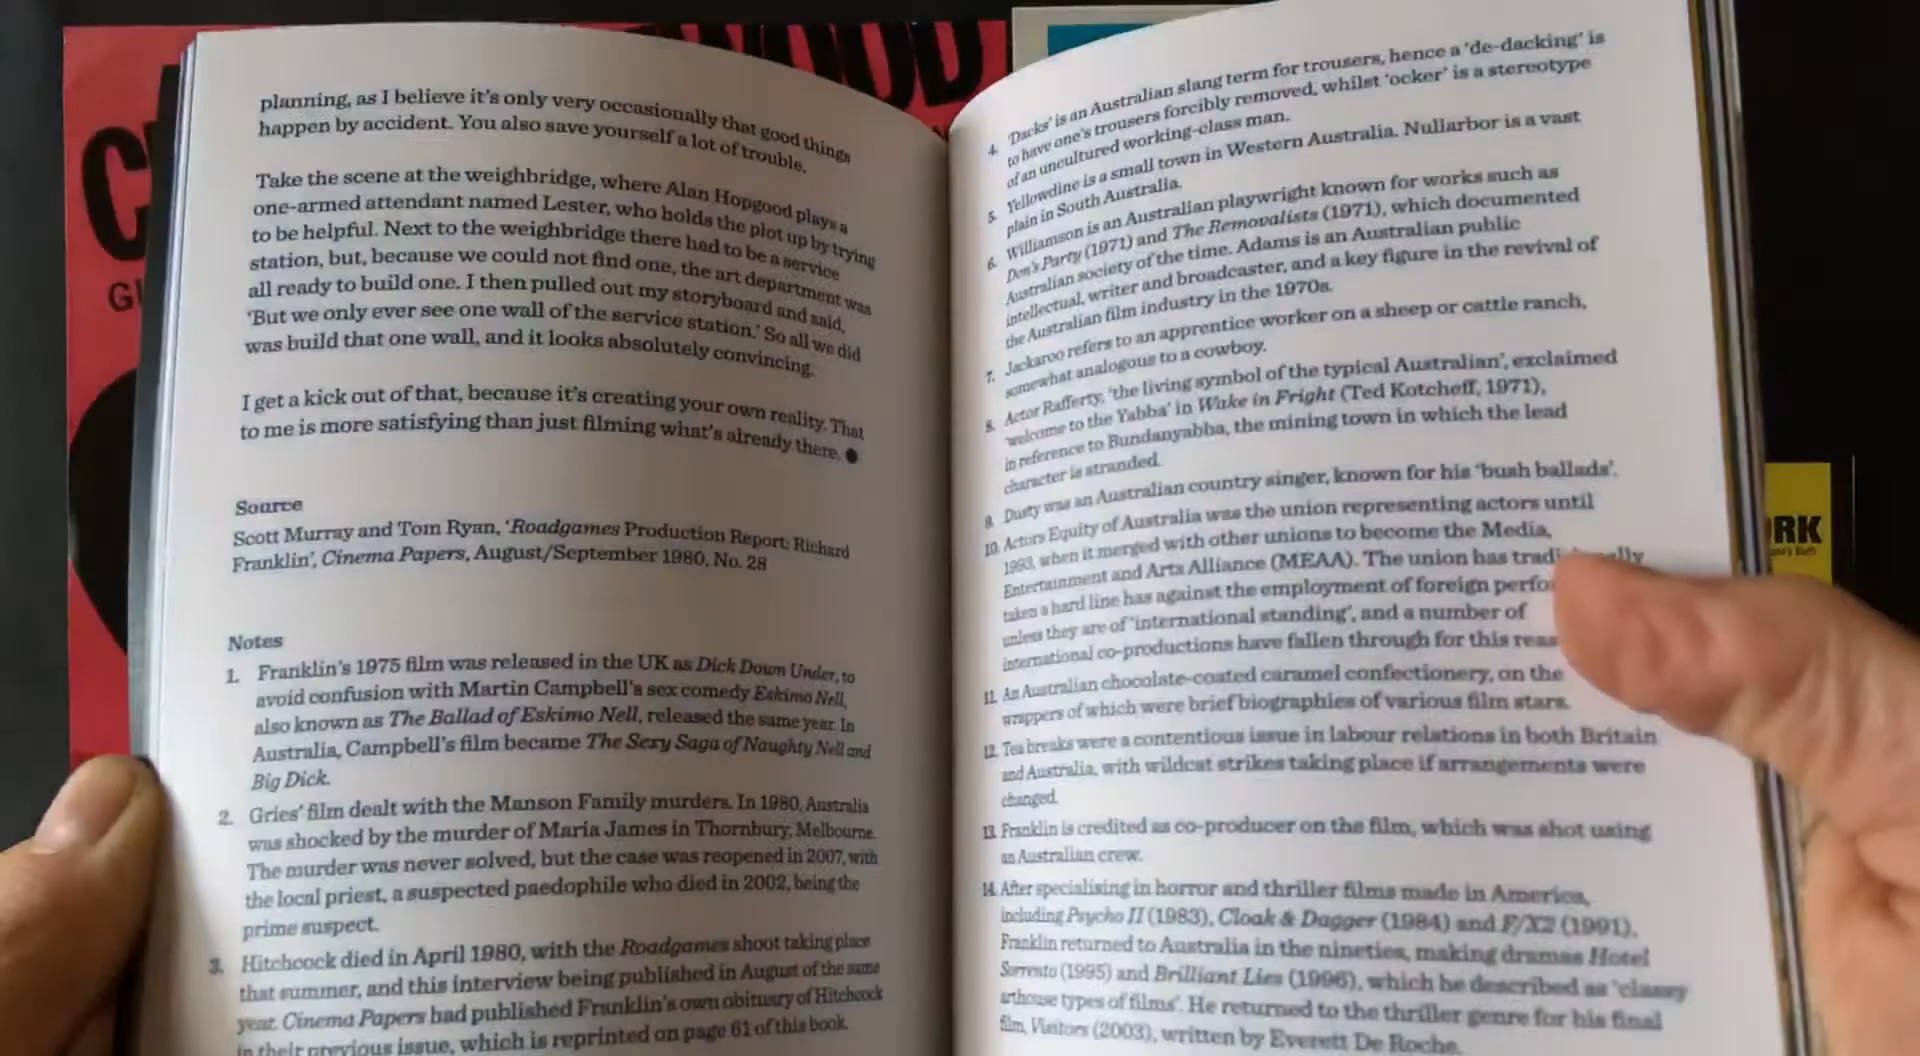 planning, as I believe it's only very occasionally that good things
happen by accident. You also save yourself a lot of trouble.
Take the scene at the weighbridge, where Alan Hopgood plays a
one-armed attendant named Lester, who holds the plot up by trying
to be helpful. Next to the weighbridge there had to be a service
station, but, because we could not find one, the art department was
all ready to build one. I then pulled out my storyboard and said,
'But we only ever see one wall of the service station.' So all we did
was build that one wall, and it looks absolutely convincing.
I get a kick out of that, because it's creating your own reality. That
to me is more satisfying than just filming what's already there.
Source
Scott Murray and Tom Ryan, 'Roadgames Production Report: Richard
Franklin', Cinema Papers, August/September 1980, No. 28
Notes
1. Franklin's 1975 film was released in the UK as Dick Down Under, to
avoid confusion with Martin Campbell's sex comedy Eskimo Nell,
also known as The Ballad of Eskimo Nell, released the same year. In
Australia, Campbell's film became The Sexy Saga of Naughty Nell and
Big Dick.
2. Gries' film dealt with the Manson Family murders. In 1980, Australia
was shocked by the murder of Maria James in Thornbury, Melbourne.
The murder was never solved, but the case was reopened in 2007, with
the local priest, a suspected paedophile who died in 2002, being the
prime suspect.
3. Hitchcock died in April 1980, with the Roadgames shoot taking place
that summer, and this interview being published in August of the same
year. Cinema Papers had published Franklin's own obituary of Hitchcock
in their previous issue, which is reprinted on page 61 of this book.
4. 'Dacks' is an Australian slang term for trousers, hence a 'de-dacking' is
to have one's trousers forcibly removed, whilst 'ocker' is a stereotype
of an uncultured working-class man.
5. Yellowdine is a small town in Western Australia. Nullarbor is a vast
plain in South Australia.
6. Williamson is an Australian playwright known for works such as
Don's Party (1971) and The Removalists (1971), which documented
Australian society of the time. Adams is an Australian public
intellectual, writer and broadcaster, and a key figure in the revival of
the Australian film industry in the 1970s.
7. Jackaroo refers to an apprentice worker on a sheep or cattle ranch,
somewhat analogous to a cowboy.
8. Actor Rafferty, 'the living symbol of the typical Australian', exclaimed
'welcome to the Yabba' in Wake in Fright (Ted Kotcheff, 1971),
in reference to Bundanyabba, the mining town in which the lead
character is stranded.
9. Dusty was an Australian country singer, known for his 'bush ballads'.
10. Actors Equity of Australia was the union representing actors until
1993, when it merged with other unions to become the Media,
Entertainment and Arts Alliance (MEAA). The union has
taken a hard line has against the employment of foreign
unless they are of 'international standing', and a number of
international co-productions have fallen through for this
11. An Australian chocolate-coated caramel confectionery, on the
wrappers of which were brief biographies of various film stars.
12. Tea breaks were a contentious issue in labour relations in both Britain
and Australia, with wildcat strikes taking place if arrangements were
changed.
13. Franklin is credited as co-producer on the film, which was shot using
an Australian crew.
14. After specialising in horror and thriller films made in America,
including Psycho II (1983), Cloak & Dagger (1984) and F/X2 (1991),
Franklin returned to Australia in the nineties, making dramas Hotel
Sorrento (1995) and Brilliant Lies (1996), which he described as 'classy
arthouse types of films'. He returned to the thriller genre for his final
film, Visitors (2003), written by Everett De Roche.